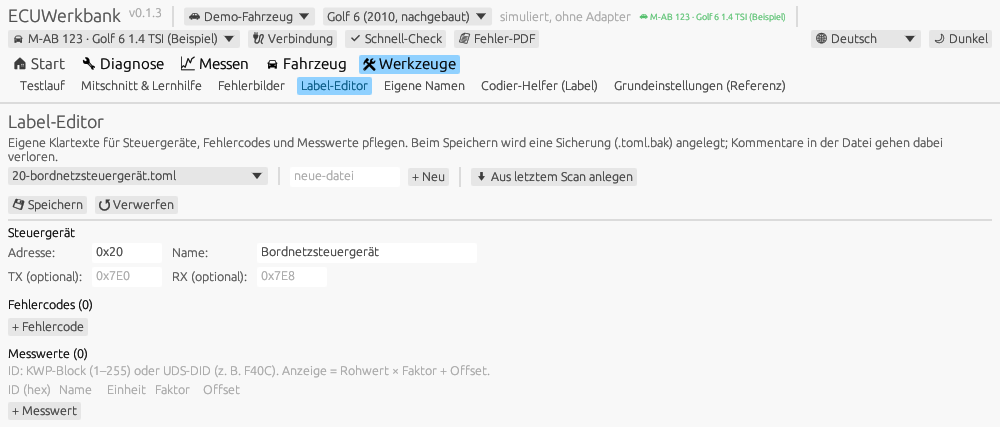 ECUWerkbank v0.1.3 Demo-Fahrzeug Golf 6 (2010, nachgebaut) simuliert, ohne Adapter M-AB 123 · Golf 6 1.4 TSI (Beispiel)
M-AB 123 · Golf 6 1.4 TSI (Beispiel) Verbindung Schnell-Check Fehler-PDF Deutsch Dunkel
Start Diagnose Messen Fahrzeug Werkzeuge
Testlauf Mitschnitt & Lernhilfe Fehlerbilder Label-Editor Eigene Namen Codier-Helfer (Label) Grundeinstellungen (Referenz)
Label-Editor
Eigene Klartexte für Steuergeräte, Fehlercodes und Messwerte pflegen. Beim Speichern wird eine Sicherung (.toml.bak) angelegt; Kommentare in der Datei gehen dabei
verloren.
20-bordnetzsteuergerät.toml neue-datei + Neu Aus letztem Scan anlegen
Speichern Verwerfen
Steuergerät
Adresse: 0x20 Name: Bordnetzsteuergerät
TX (optional): 0x7E0 RX (optional): 0x7E8
Fehlercodes (0)
+ Fehlercode
Messwerte (0)
ID: KWP-Block (1–255) oder UDS-DID (z. B. F40C). Anzeige = Rohwert × Faktor + Offset.
ID (hex) Name Einheit Faktor Offset
+ Messwert